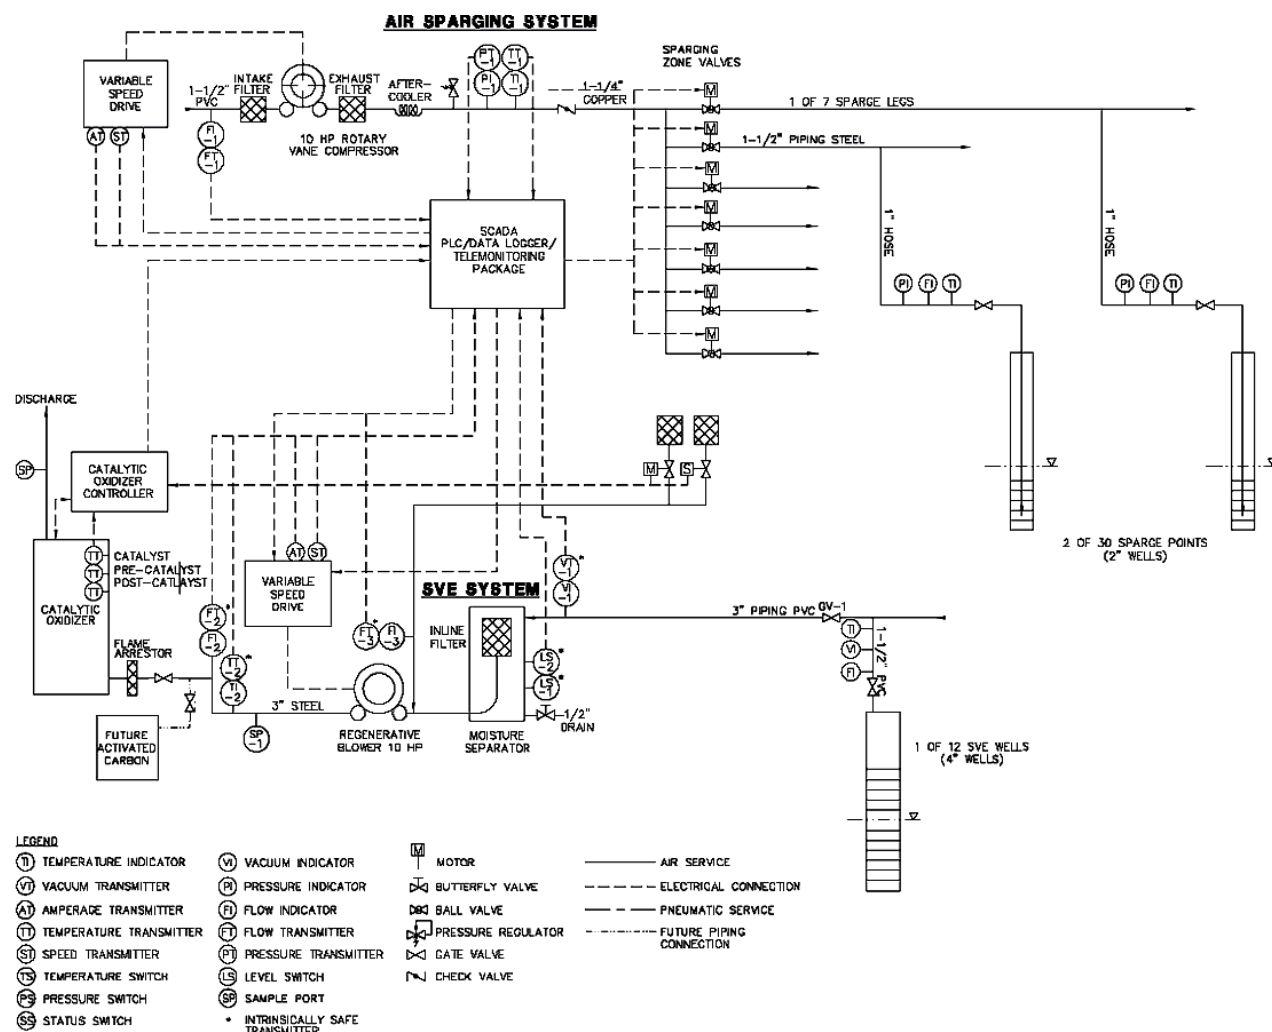 AIR SPARGING SYSTEM
VARIABLE
SPEED
DRIVE
AT
ST
1-1/2"
PVC
INTAKE
FILTER
EXHAUST
FILTER
AFTER-
COOLER
PT
-1
TT
-1
PI
-1
TI
-1
FI
-1
FT
-1
10 HP ROTARY
VANE COMPRESSOR
1-1/4"
COPPER
SPARGING
ZONE VALVES
M
M
M
M
M
M
M
1 OF 7 SPARGE LEGS
1-1/2" PIPING STEEL
1" HOSE
1" HOSE
PI
FI
TI
PI
FI
TI
SCADA
PLC/DATA LOGGER/
TELEMONITORING
PACKAGE
2 OF 30 SPARGE POINTS
(2" WELLS)
DISCHARGE
SP
CATALYTIC
OXIDIZER
CONTROLLER
M
S
TT
CATALYST
TT
PRE-CATALYST
TT
POST-CATLAYST
CATALYTIC
OXIDIZER
FLAME
ARRESTOR
FUTURE
ACTIVATED
CARBON
FT
-2
*
FI
-2
TT
-2
*
TI
-2
AT
ST
VARIABLE
SPEED
DRIVE
3" STEEL
SP
-1
FT
-3
*
FI
-3
REGENERATIVE
BLOWER 10 HP
SVE SYSTEM
INLINE
FILTER
VT
-1
*
VI
-1
LS
-2
*
LS
-1
*
1/2"
DRAIN
MOISTURE
SEPARATOR
3" PIPING PVC
GV-1
TI
VI
FI
1-1/2" PVC
1 OF 12 SVE WELLS
(4" WELLS)
LEGEND
TI TEMPERATURE INDICATOR
VT VACUUM TRANSMITTER
AT AMPERAGE TRANSMITTER
TT TEMPERATURE TRANSMITTER
ST SPEED TRANSMITTER
TS TEMPERATURE SWITCH
PS PRESSURE SWITCH
SS STATUS SWITCH
VI VACUUM INDICATOR
PI PRESSURE INDICATOR
FI FLOW INDICATOR
FT FLOW TRANSMITTER
PT PRESSURE TRANSMITTER
LS LEVEL SWITCH
SP SAMPLE PORT
* INTRINSICALLY SAFE
TRANSMITTER
M MOTOR
BUTTERFLY VALVE
BALL VALVE
PRESSURE REGULATOR
GATE VALVE
CHECK VALVE
AIR SERVICE
ELECTRICAL CONNECTION
PNEUMATIC SERVICE
FUTURE PIPING
CONNECTION